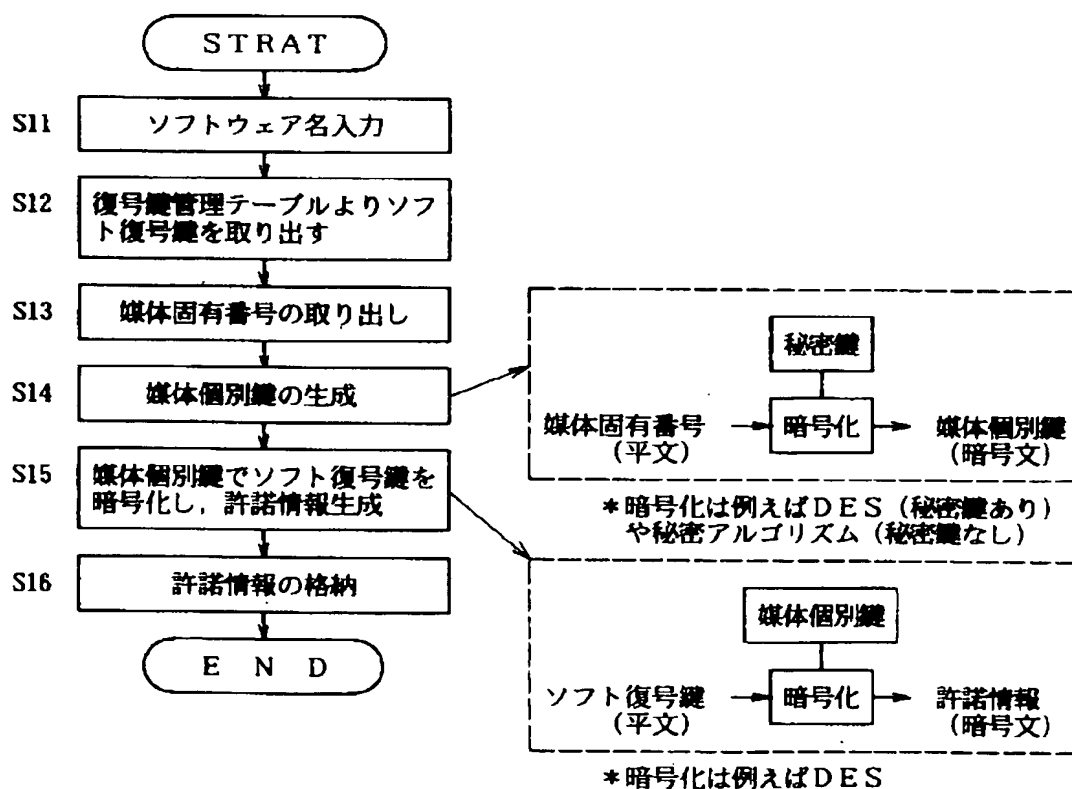 STRAT
S11
ソフトウェア名入力
S12
復号鍵管理テーブルよりソフ
ト復号鍵を取り出す
S13
媒体固有番号の取り出し
S14
媒体個別鍵の生成
S15
媒体個別鍵でソフト復号鍵を
暗号化し，許諾情報生成
S16
許諾情報の格納
END
秘密鍵
媒体固有番号
(平文)
暗号化
媒体個別鍵
(暗号文)
*暗号化は例えばDES(秘密鍵あり)
や秘密アルゴリズム(秘密鍵なし)
媒体個別鍵
ソフト復号鍵
(平文)
暗号化
許諾情報
(暗号文)
*暗号化は例えばDES